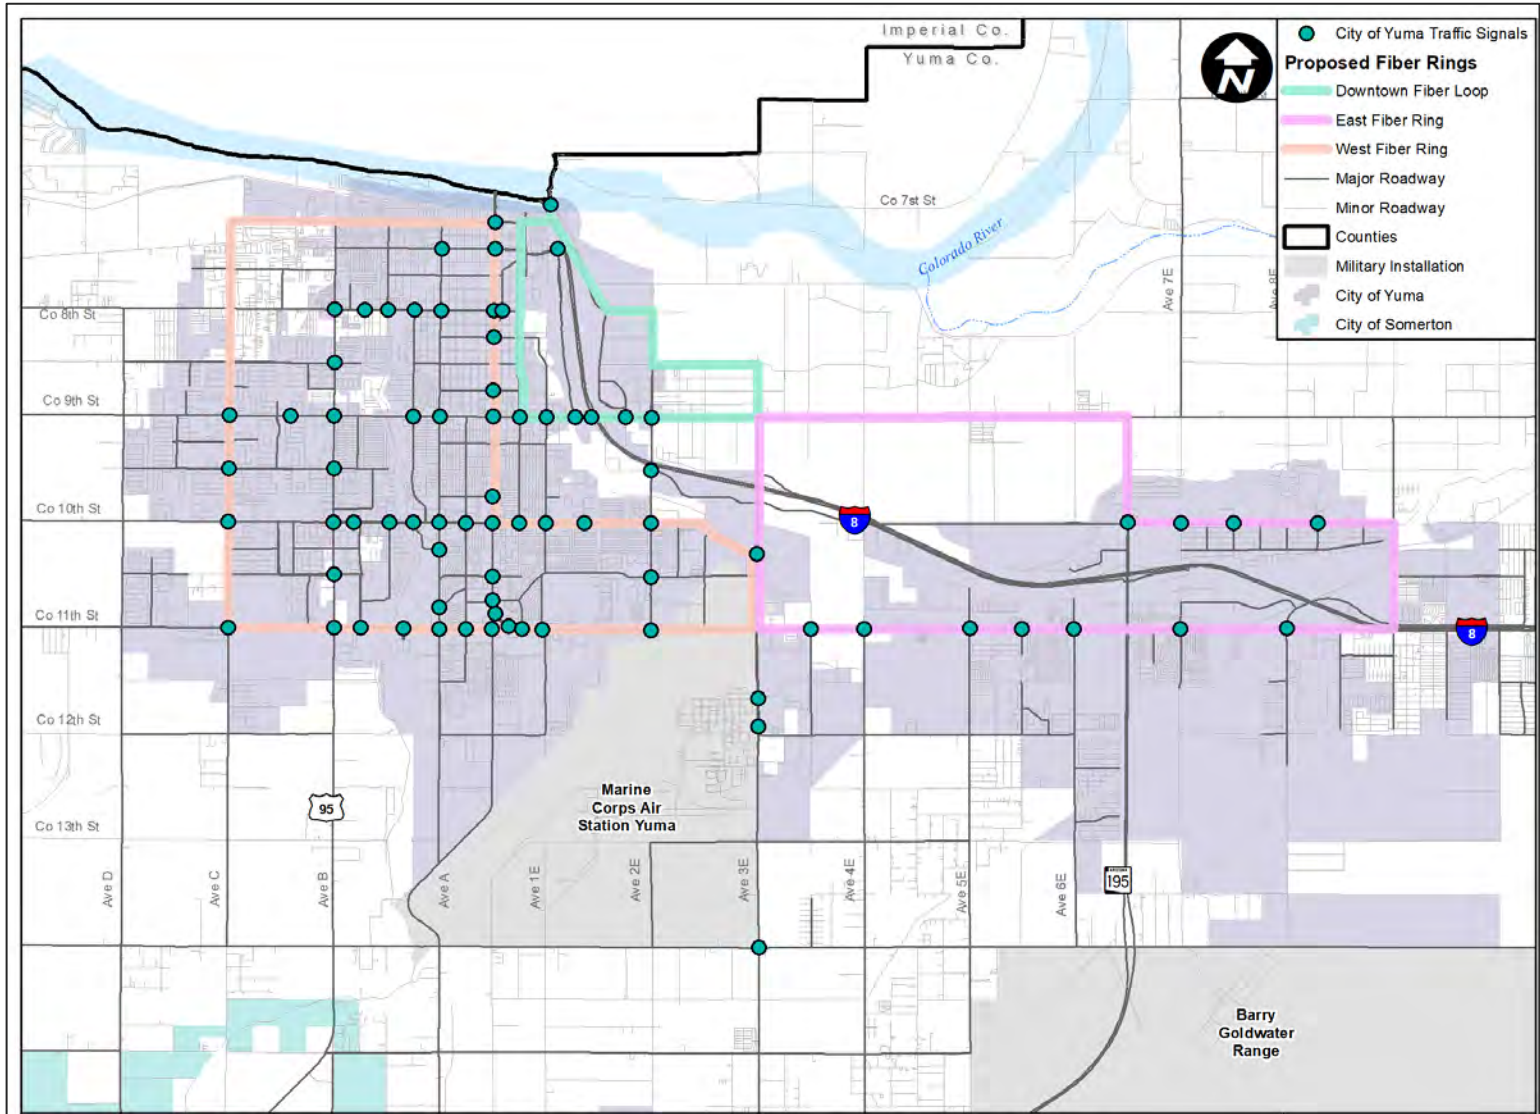 Imperial Co.
Yuma Co.
N
City of Yuma Traffic Signals
Proposed Fiber Rings
Downtown Fiber Loop
East Fiber Ring
West Fiber Ring
Major Roadway
Minor Roadway
Counties
Military Installation
City of Yuma
City of Somerton
Co 7st St
Colorado River
Ave 7E
Ave 8E
Co 8th St
Co 9th St
Co 10th St
8
Co 11th St
8
Co 12th St
Marine
Corps Air
Station Yuma
95
Co 13th St
Ave D
Ave C
Ave B
Ave A
Ave 1E
Ave 2E
Ave 3E
Ave 4E
Ave 5E
Ave 6E
195
Barry
Goldwater
Range